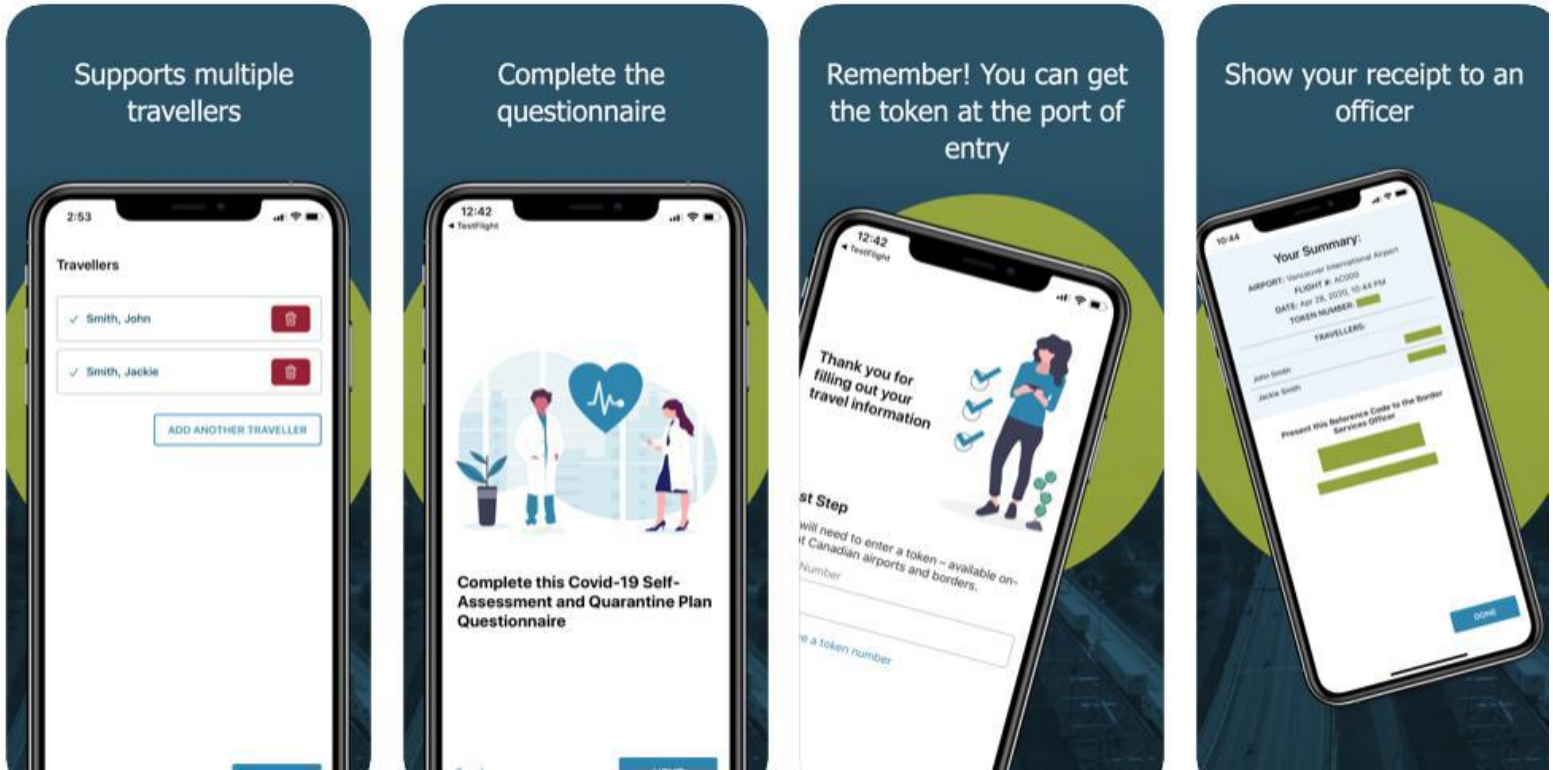 Supports multiple
travellers
2:53
Travellers
Smith, John
Smith, Jackie
ADD ANOTHER TRAVELLER
Complete the
questionnaire
12:42
TestFlight
Complete this Covid-19 Self-
Assessment and Quarantine Plan
Questionnaire
Remember! You can get
the token at the port of
entry
12:42
TestFlight
Thank you for
filling out your
travel information
st Step
will need to enter a token – available on-
at Canadian airports and borders.
Number
e a token number
Show your receipt to an
officer
10:44
Your Summary:
AIRPORT: Vancouver International Airport
FLIGHT #: AC000
DATE: Apr 28, 2020, 10:44 PM
TOKEN NUMBER:
TRAVELLERS:
John Smith
Jackie Smith
Present this Reference Code to the Border
Services Officer
DONE